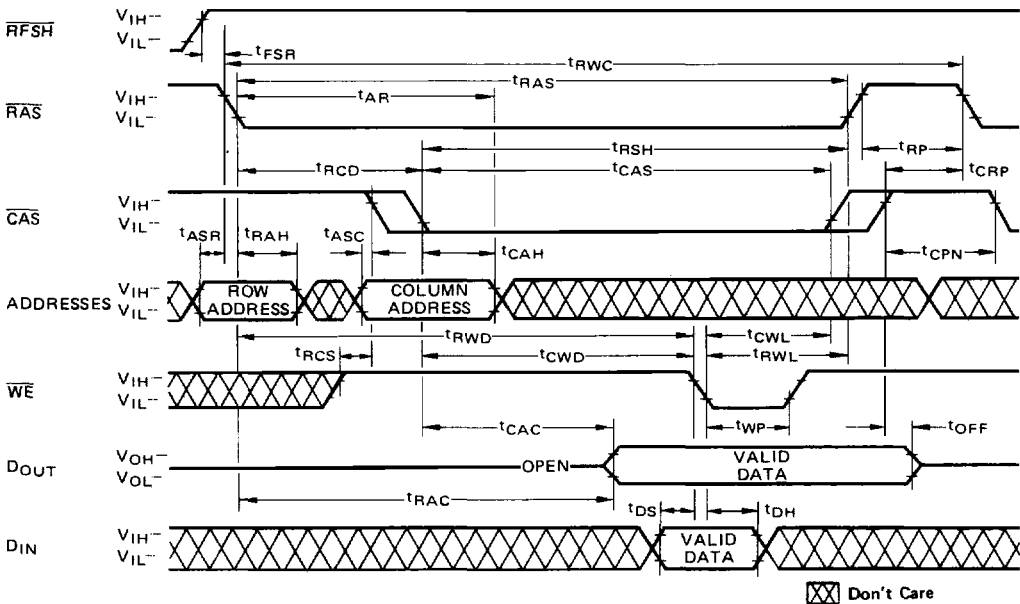 RFSH VIH VIL
tFSR
tRWC
tRAS
tAR
RAS VIH VIL
tRSH
tRP
tRCD
tCAS
tCRP
CAS VIH VIL
tASR tRAH tASC tCAH tCPN
ADDRESSES VIH VIL
ROW ADDRESS
COLUMN ADDRESS
tRWD tCWL
tRCS tCWD tRWL
WE VIH VIL
tWP
tCAC tOFF
DOUT VOH VOL
OPEN
VALID DATA
tRAC
tDS tDH
DIN VIH VIL
VALID DATA
Don't Care